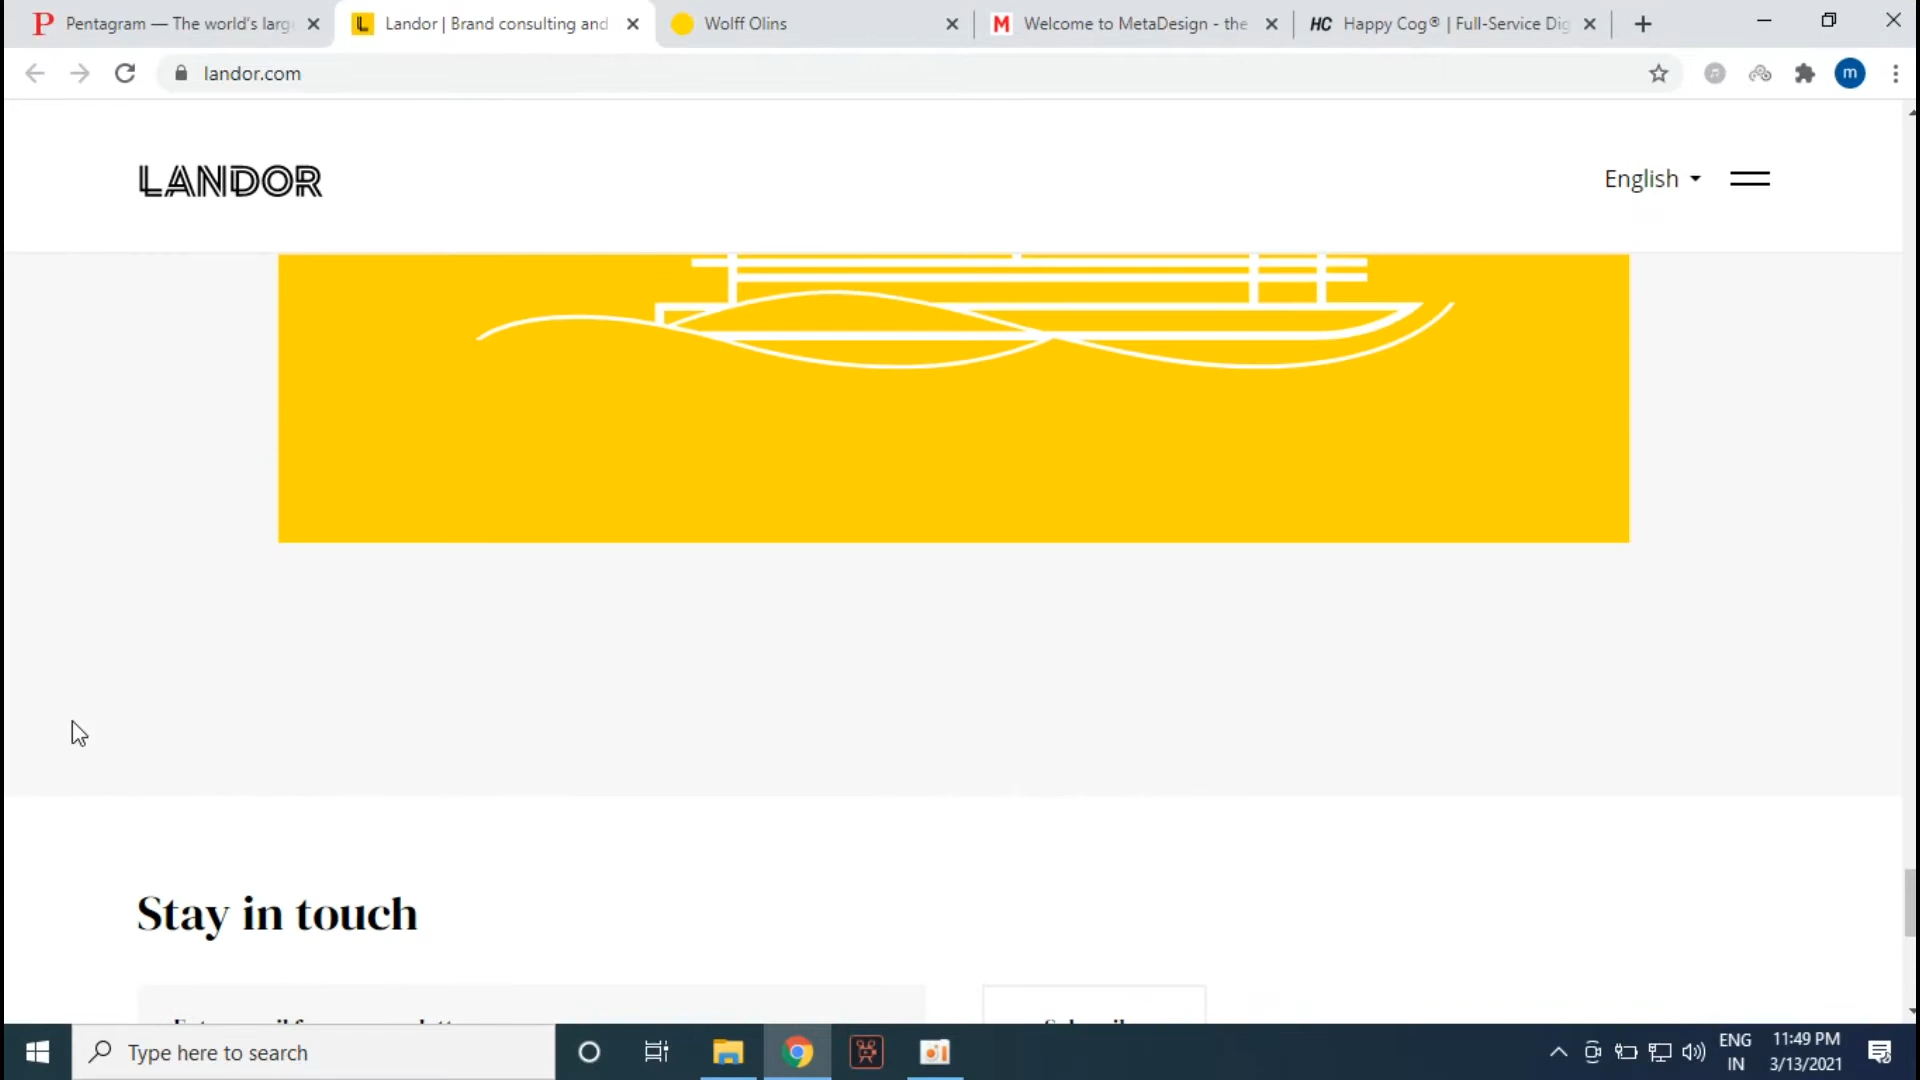 Pentagram — The world's larg
Landor | Brand consulting and
Wolff Olins
Welcome to MetaDesign - the
HC Happy Cog® | Full-Service Dig
landor.com
m
LANDOR
English
Stay in touch
Type here to search
ENG
IN
11:49 PM
3/13/2021